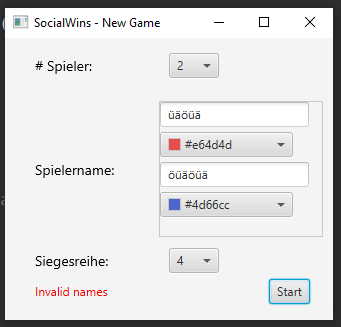 SocialWins - New Game
# Spieler: 2
üäöüä
#e64d4d
Spielername:
öüäöüä
#4d66cc
Siegesreihe: 4
Invalid names Start